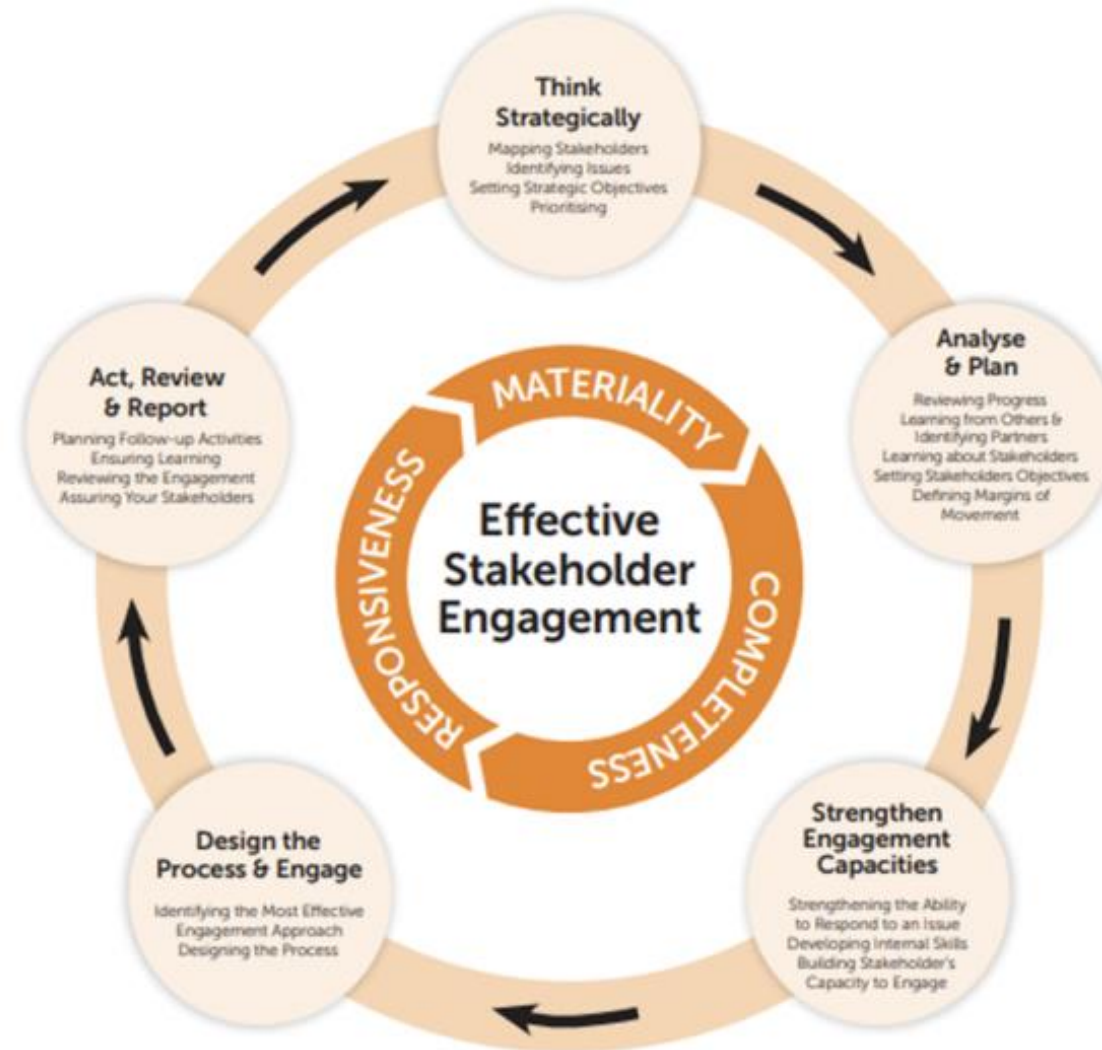 Think
Strategically
Mapping Stakeholders
Identifying Issues
Setting Strategic Objectives
Prioritising
Analyse
& Plan
Reviewing Progress
Learning from Others &
Identifying Partners
Learning about Stakeholders
Setting Stakeholders Objectives
Defining Margins of
Movement
Strengthen
Engagement
Capacities
Strengthening the Ability
to Respond to an Issue
Developing Internal Skills
Building Stakeholder's
Capacity to Engage
Design the
Process & Engage
Identifying the Most Effective
Engagement Approach
Designing the Process
Act, Review
& Report
Planning Follow-up Activities
Ensuring Learning
Reviewing the Engagement
Assuring Your Stakeholders
MATERIALITY
COMPLETENESS
RESPONSIVENESS
Effective
Stakeholder
Engagement